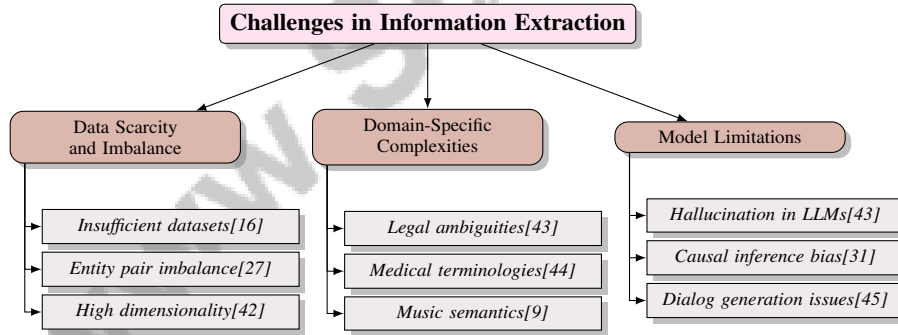 Challenges in Information Extraction
Data Scarcity
and Imbalance
Insufficient datasets[16]
Entity pair imbalance[27]
High dimensionality[42]
Domain-Specific
Complexities
Legal ambiguities[43]
Medical terminologies[44]
Music semantics[9]
Model Limitations
Hallucination in LLMs[43]
Causal inference bias[31]
Dialog generation issues[45]